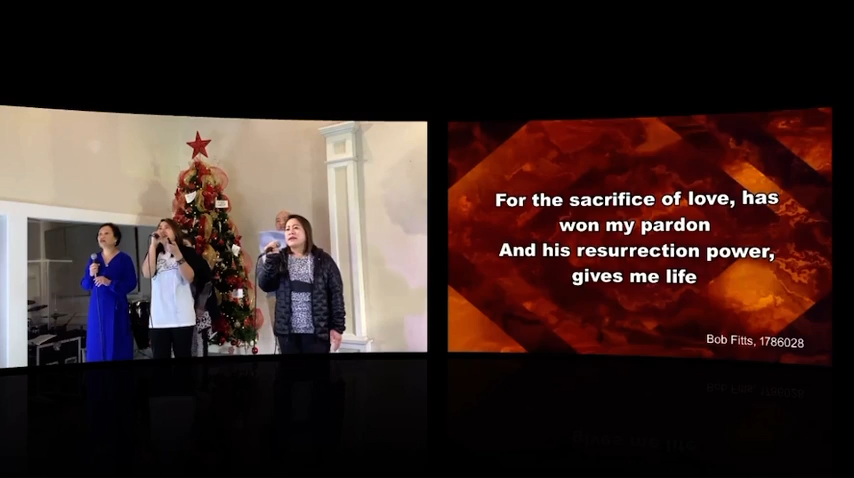 For the sacrifice of love, has
won my pardon
And his resurrection power,
gives me life
Bob Fitts, 1786028